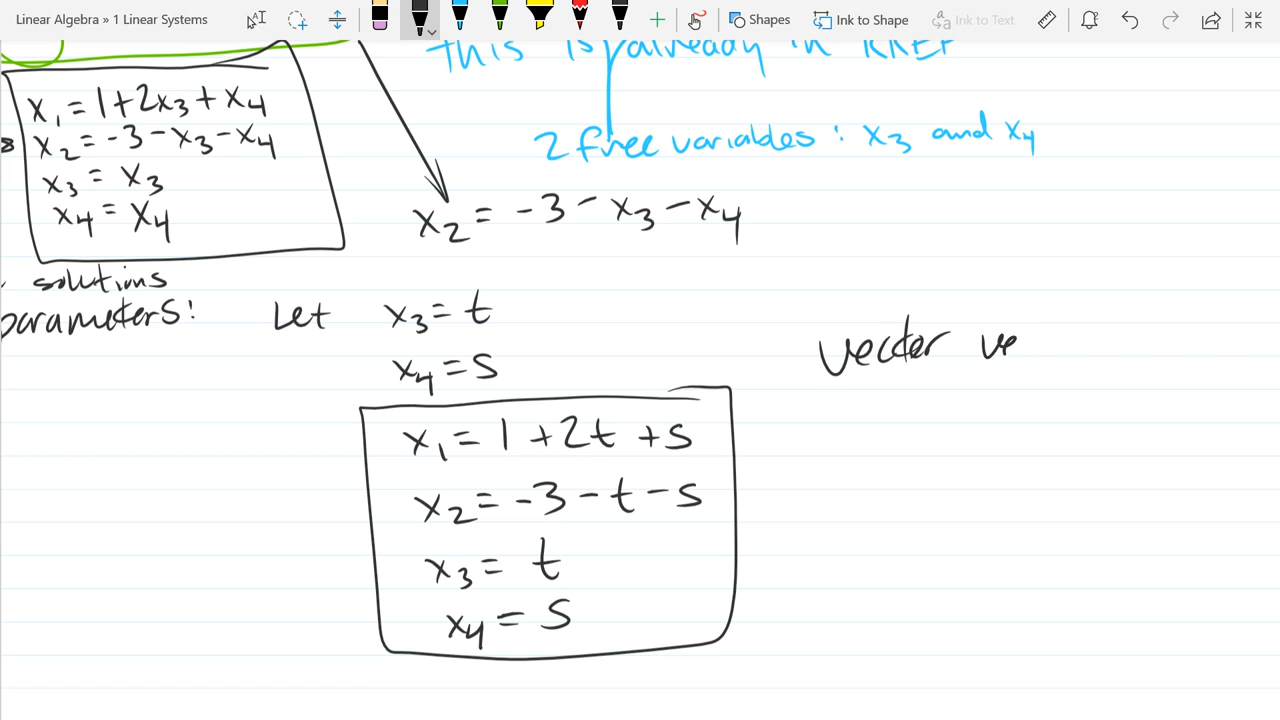 Linear Algebra » 1 Linear Systems
Shapes
Ink to Shape
Ink to Text
this is already in RREF
x₁ = 1+2x₃ + x₄
x₂ = -3 - x₃ - x₄
x₃ = x₃
x₄ = x₄
2 free variables : x₃ and x₄
x₂ = -3 - x₃ - x₄
solutions
parameters: Let x₃ = t
x₄ = s
vector ve
x₁ = 1 + 2t + s
x₂ = -3 - t - s
x₃ = t
x₄ = s